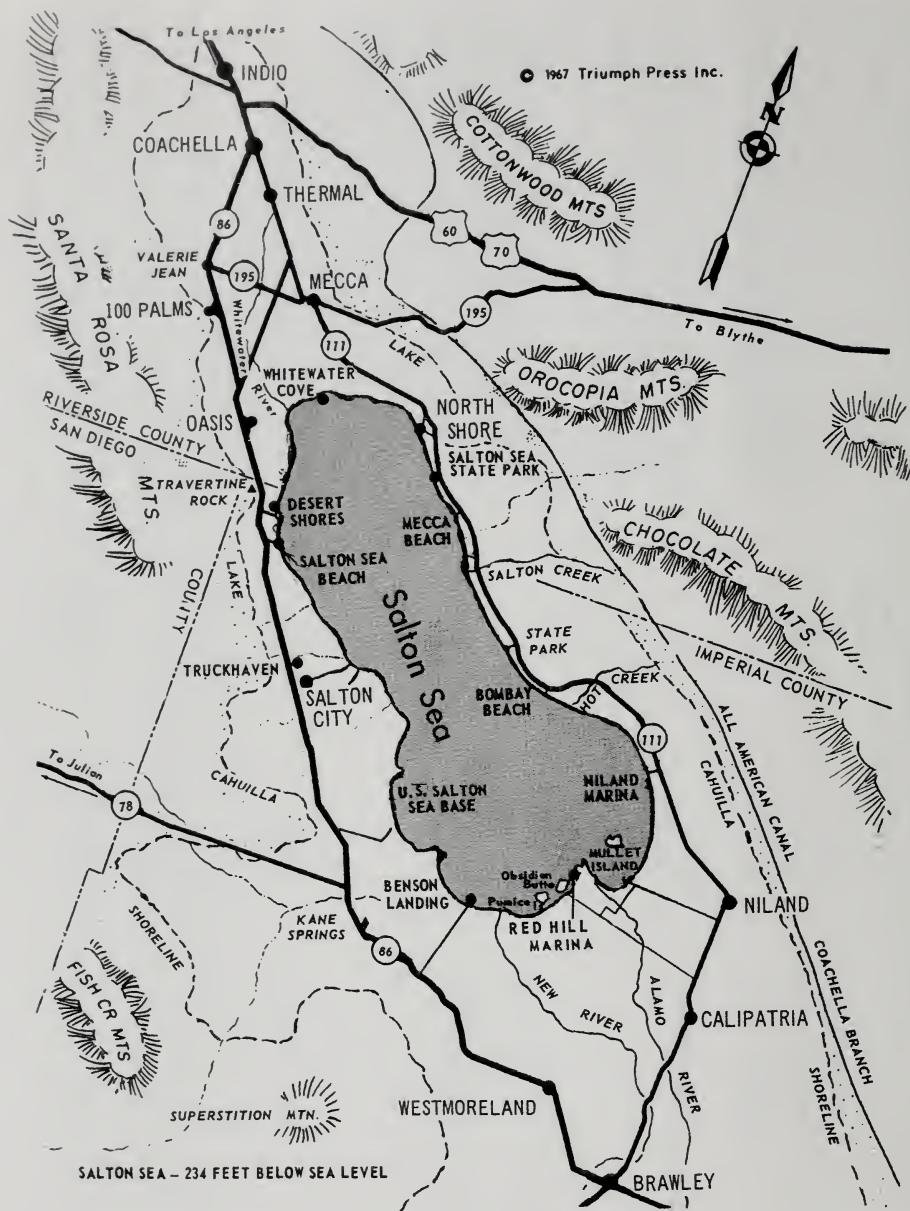 To Los Angeles
INDIO
© 1967 Triumph Press Inc.
N
COACHELLA
COTTONWOOD MTS
THERMAL
86
60
70
SANTA
ROSA
MTS.
VALERIE
JEAN
195
MECCA
195
100 PALMS
Whitewater
River
111
To Blythe
LAKE
WHITEWATER
COVE
OROCOPIA MTS.
RIVERSIDE COUNTY
SAN DIEGO
COUNTY
OASIS
NORTH
SHORE
SALTON SEA
STATE PARK
TRAVERTINE
ROCK
DESERT
SHORES
MECCA
BEACH
CHOCOLATE
MTS.
SALTON SEA
BEACH
SALTON CREEK
LAKE
Salton Sea
STATE
PARK
IMPERIAL COUNTY
TRUCKHAVEN
SALTON
CITY
BOMBAY
BEACH
HOT CREEK
ALL AMERICAN CANAL
CAHUILLA
111
To Julian
CAHUILLA
78
U.S. SALTON
SEA BASE
NILAND
MARINA
MULLET
ISLAND
Obsidian
Butte
BENSON
LANDING
Pumice
NILAND
SHORELINE
KANE
SPRINGS
RED HILL
MARINA
86
FISH CR MTS
NEW
RIVER
ALAMO
RIVER
CALIPATRIA
COACHELLA BRANCH
SHORELINE
WESTMORELAND
SUPERSTITION MTN.
SALTON SEA – 234 FEET BELOW SEA LEVEL
BRAWLEY